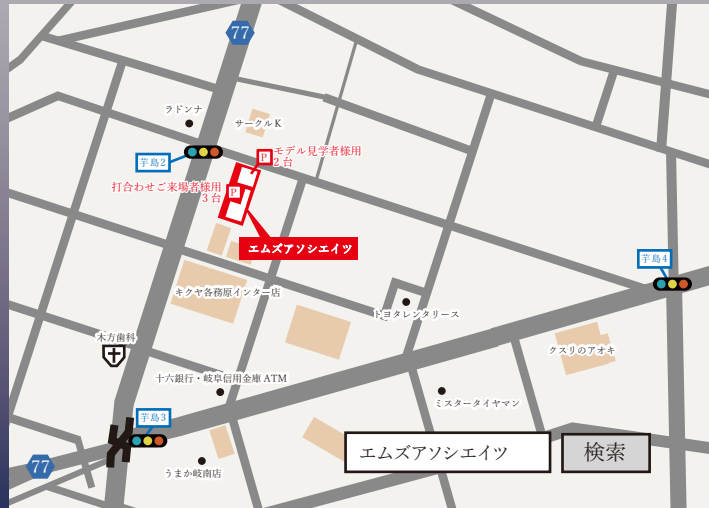 77
ラドンナ
サークルK
芋島2
P
モデル見学者様用
2台
打合わせご来場者様用
3台
P
エムズアソシエイツ
芋島4
キクヤ各務原インター店
トヨタレンタリース
木方歯科
クスリのアオキ
十六銀行・岐阜信用金庫 ATM
ミスタータイヤマン
芋島3
エムズアソシエイツ
検索
77
うまか岐南店